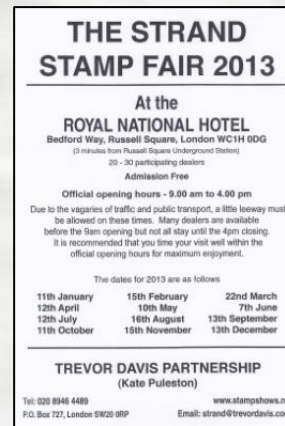 THE STRAND
STAMP FAIR 2013
At the
ROYAL NATIONAL HOTEL
Bedford Way, Russell Square, London WC1H 0DG
(3 minutes from Russell Square Underground Station)
20 - 30 participating dealers
Admission Free
Official opening hours - 9.00 am to 4.00 pm
Due to the vagaries of traffic and public transport, a little leeway must
be allowed on these times. Many dealers are available
before the 9am opening but not all stay until the 4pm closing.
It is recommended that you time your visit well within the
official opening hours for maximum enjoyment.
The dates for 2013 are as follows
11th January 15th February 22nd March
12th April 10th May 7th June
12th July 16th August 13th September
11th October 15th November 13th December
TREVOR DAVIS PARTNERSHIP
(Kate Puleston)
Tel: 020 8946 4489 www.stampshows.n
P.O. Box 727, London SW20 0RP Email: strand@trevordavis.co